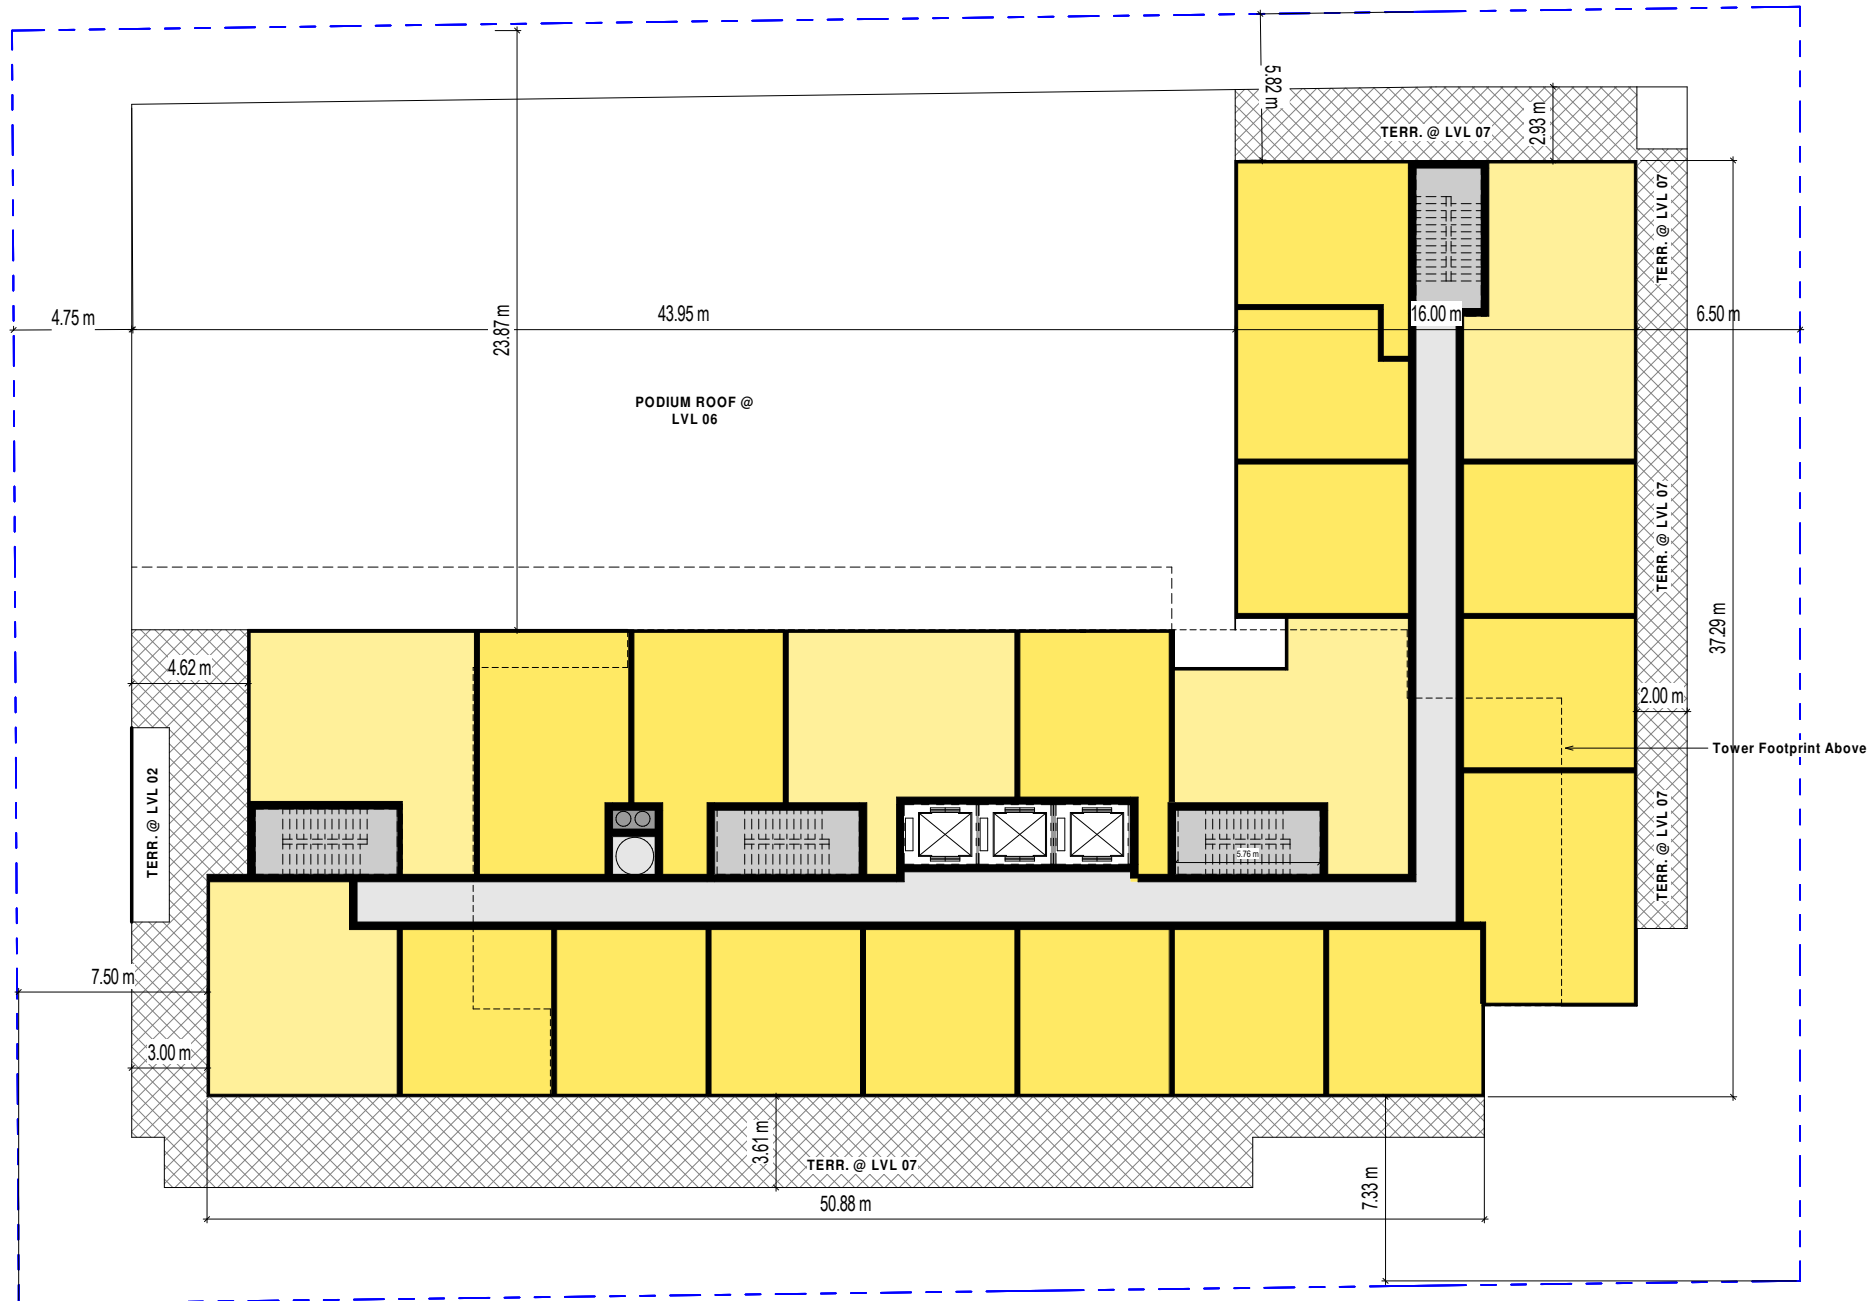 5.82 m
2.93 m
TERR. @ LVL 07
TERR. @ LVL 07
4.75 m
23.87 m
43.95 m
16.00 m
6.50 m
PODIUM ROOF @
LVL 06
TERR. @ LVL 07
37.29 m
4.62 m
2.00 m
Tower Footprint Above
TERR. @ LVL 02
5.76 m
TERR. @ LVL 07
7.50 m
3.00 m
3.61 m
TERR. @ LVL 07
7.33 m
50.88 m